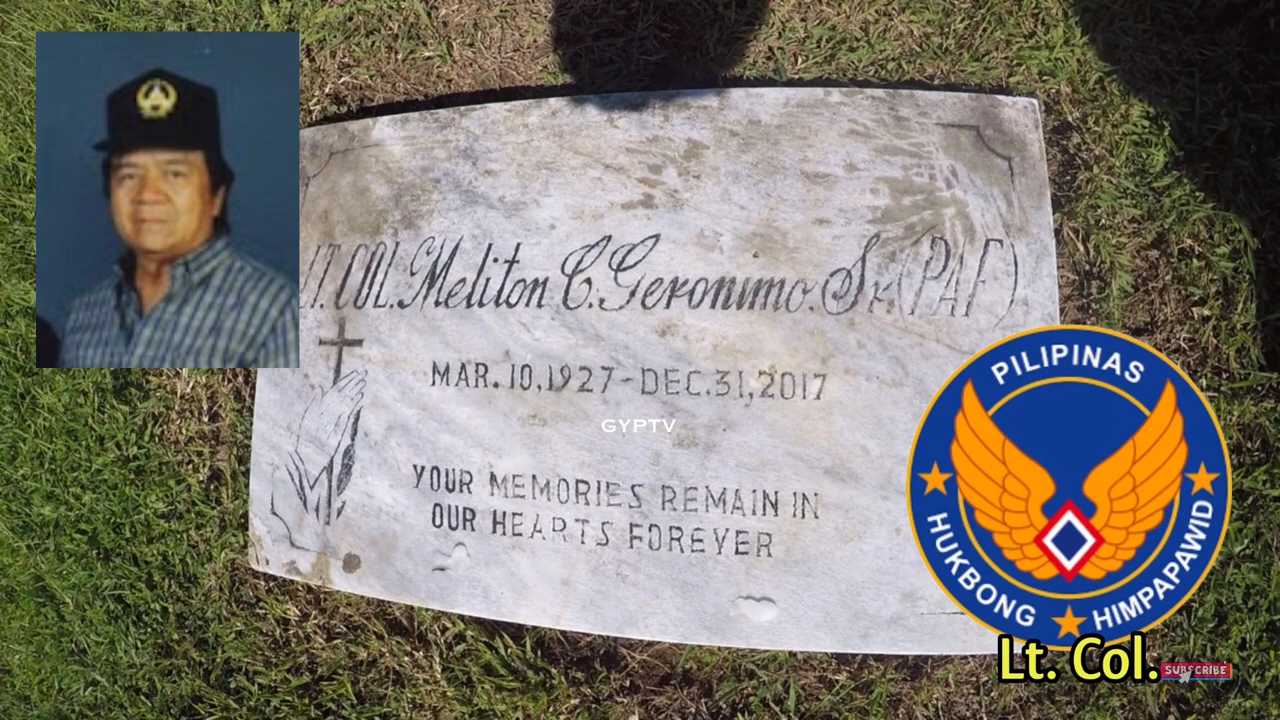 LT. COL. Meliton C. Geronimo. Sr. (PAF)
MAR. 10, 1927 - DEC. 31, 2017
GYPTV
YOUR MEMORIES REMAIN IN
OUR HEARTS FOREVER
PILIPINAS
HUKBONG HIMPAPAWID
Lt. Col.
SUBSCRIBE